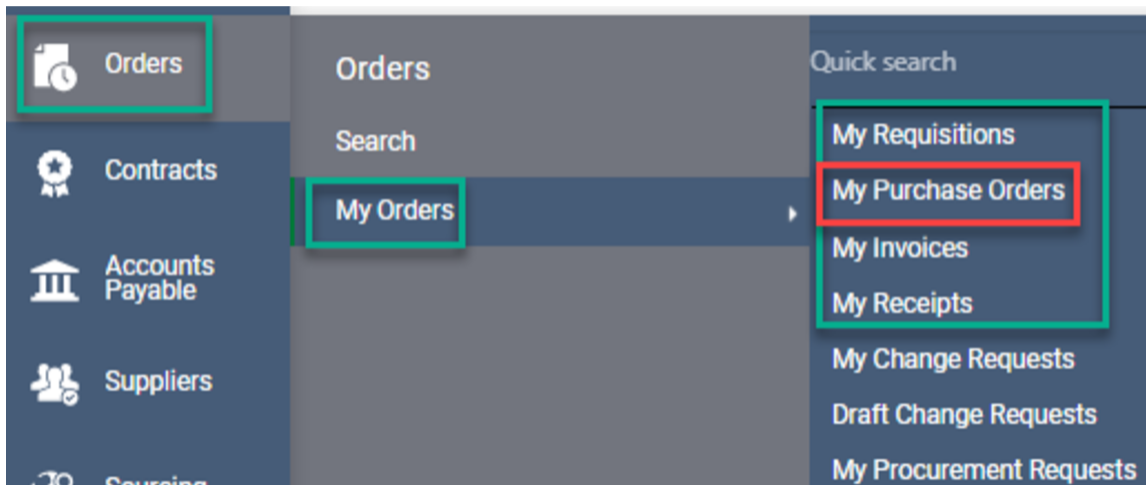 Orders
Contracts
Accounts
Payable
Suppliers
Sourcing
Orders
Search
My Orders
Quick search
My Requisitions
My Purchase Orders
My Invoices
My Receipts
My Change Requests
Draft Change Requests
My Procurement Requests